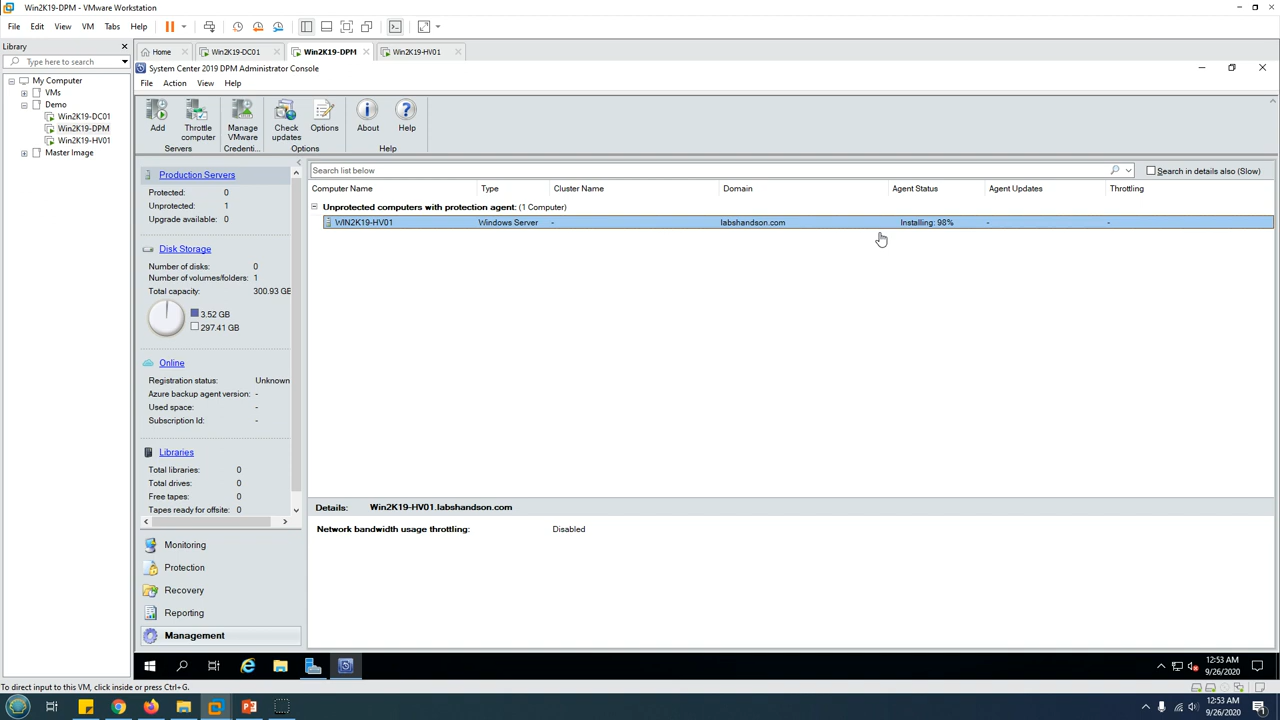 Win2K19-DPM - VMware Workstation
File Edit View VM Tabs Help
Library
Type here to search
My Computer
VMs
Demo
Win2K19-DC01
Win2K19-DPM
Win2K19-HV01
Master Image
Home Win2K19-DC01 Win2K19-DPM Win2K19-HV01
System Center 2019 DPM Administrator Console
File Action View Help
Add Throttle computer Manage VMware Check updates Options About Help
Servers Credenti... Options Help
Production Servers
Protected: 0
Unprotected: 1
Upgrade available: 0
Disk Storage
Number of disks: 0
Number of volumes/folders: 1
Total capacity: 300.93 GE
3.52 GB
297.41 GB
Online
Registration status: Unknown
Azure backup agent version: -
Used space: -
Subscription Id: -
Libraries
Total libraries: 0
Total drives: 0
Free tapes: 0
Tapes ready for offsite: 0
Monitoring
Protection
Recovery
Reporting
Management
Search list below Search in details also (Slow)
Computer Name Type Cluster Name Domain Agent Status Agent Updates Throttling
Unprotected computers with protection agent: (1 Computer)
WIN2K19-HV01 Windows Server - labshandson.com Installing: 98% - -
Details: Win2K19-HV01.labshandson.com
Network bandwidth usage throttling: Disabled
12:53 AM
9/26/2020
To direct input to this VM, click inside or press Ctrl+G.
12:53 AM
9/26/2020